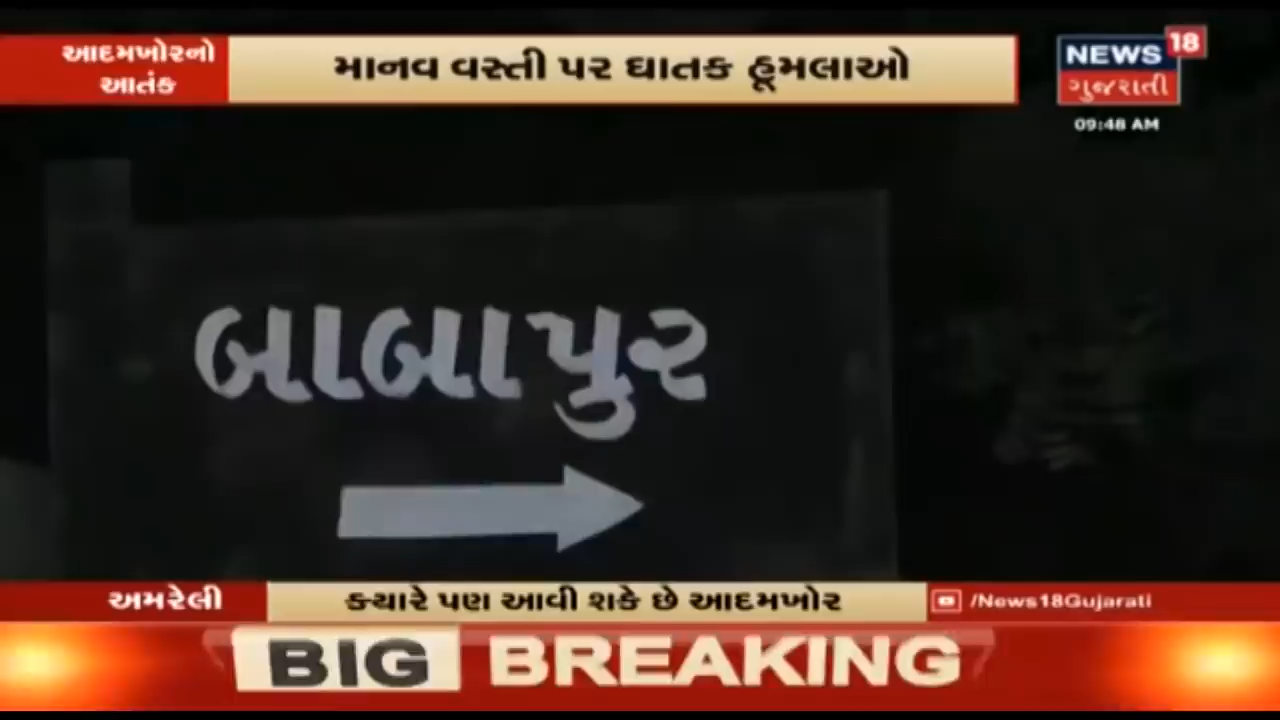 આદમખોરનો
આતંક
માનવ વસ્તી પર ઘાતક હૂમલાઓ
NEWS 18
ગુજરાતી
09:48 AM
બાબાપુર
અમરેલી
ક્યારે પણ આવી શકે છે આદમખોર
/News18Gujarati
BIG BREAKING